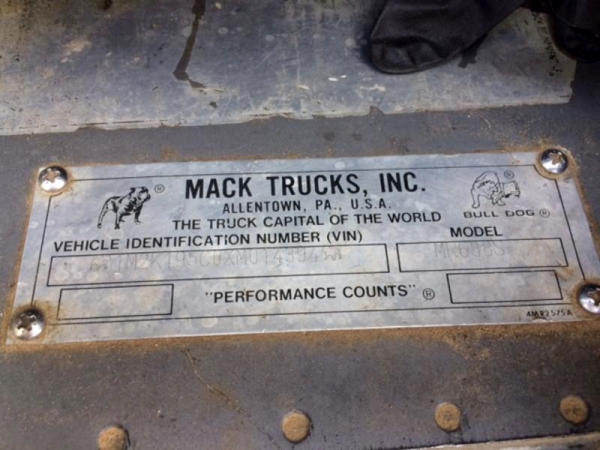 MACK TRUCKS, INC.
ALLENTOWN, PA., U.S.A.
THE TRUCK CAPITAL OF THE WORLD
BULL DOG ®
VEHICLE IDENTIFICATION NUMBER (VIN)
MODEL
"PERFORMANCE COUNTS" ®
4MR2575A